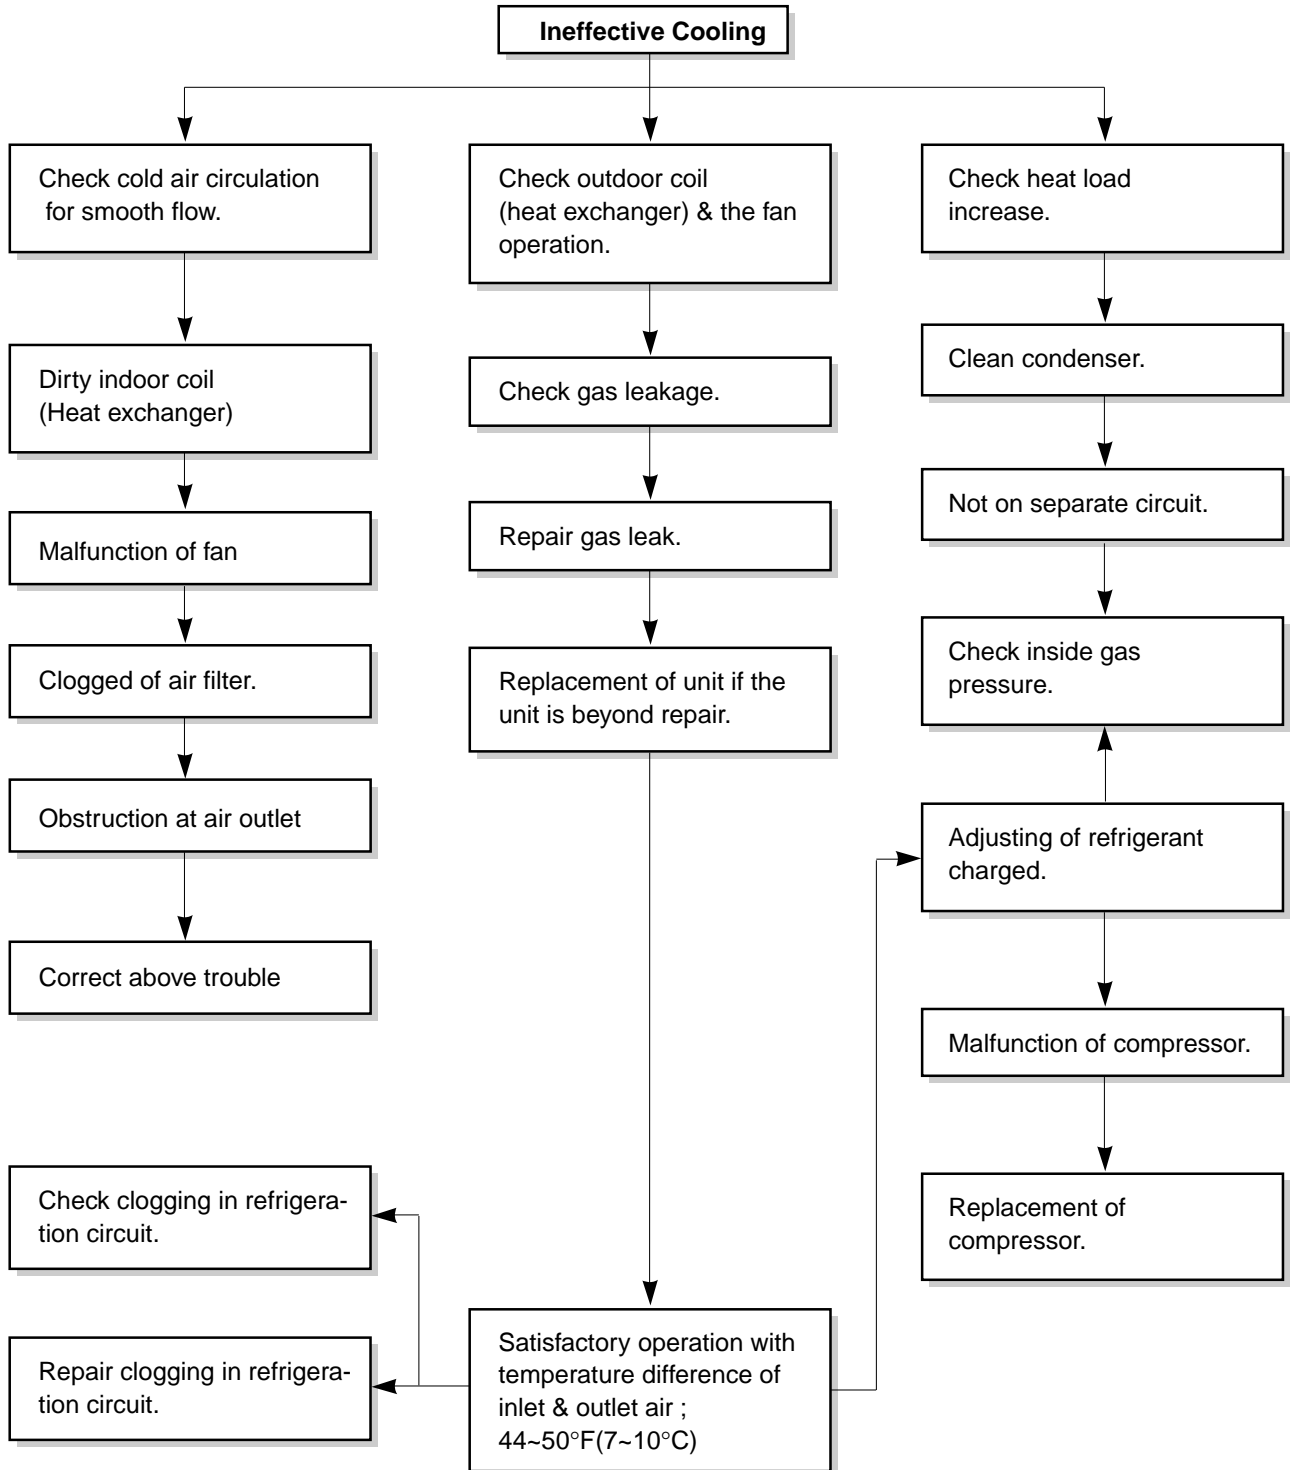 Ineffective Cooling
Check cold air circulation
for smooth flow.
Dirty indoor coil
(Heat exchanger)
Malfunction of fan
Clogged of air filter.
Obstruction at air outlet
Correct above trouble
Check outdoor coil
(heat exchanger) & the fan
operation.
Check gas leakage.
Repair gas leak.
Replacement of unit if the
unit is beyond repair.
Check heat load
increase.
Clean condenser.
Not on separate circuit.
Check inside gas
pressure.
Adjusting of refrigerant
charged.
Malfunction of compressor.
Replacement of
compressor.
Check clogging in refrigera-
tion circuit.
Repair clogging in refrigera-
tion circuit.
Satisfactory operation with
temperature difference of
inlet & outlet air ;
44~50°F(7~10°C)